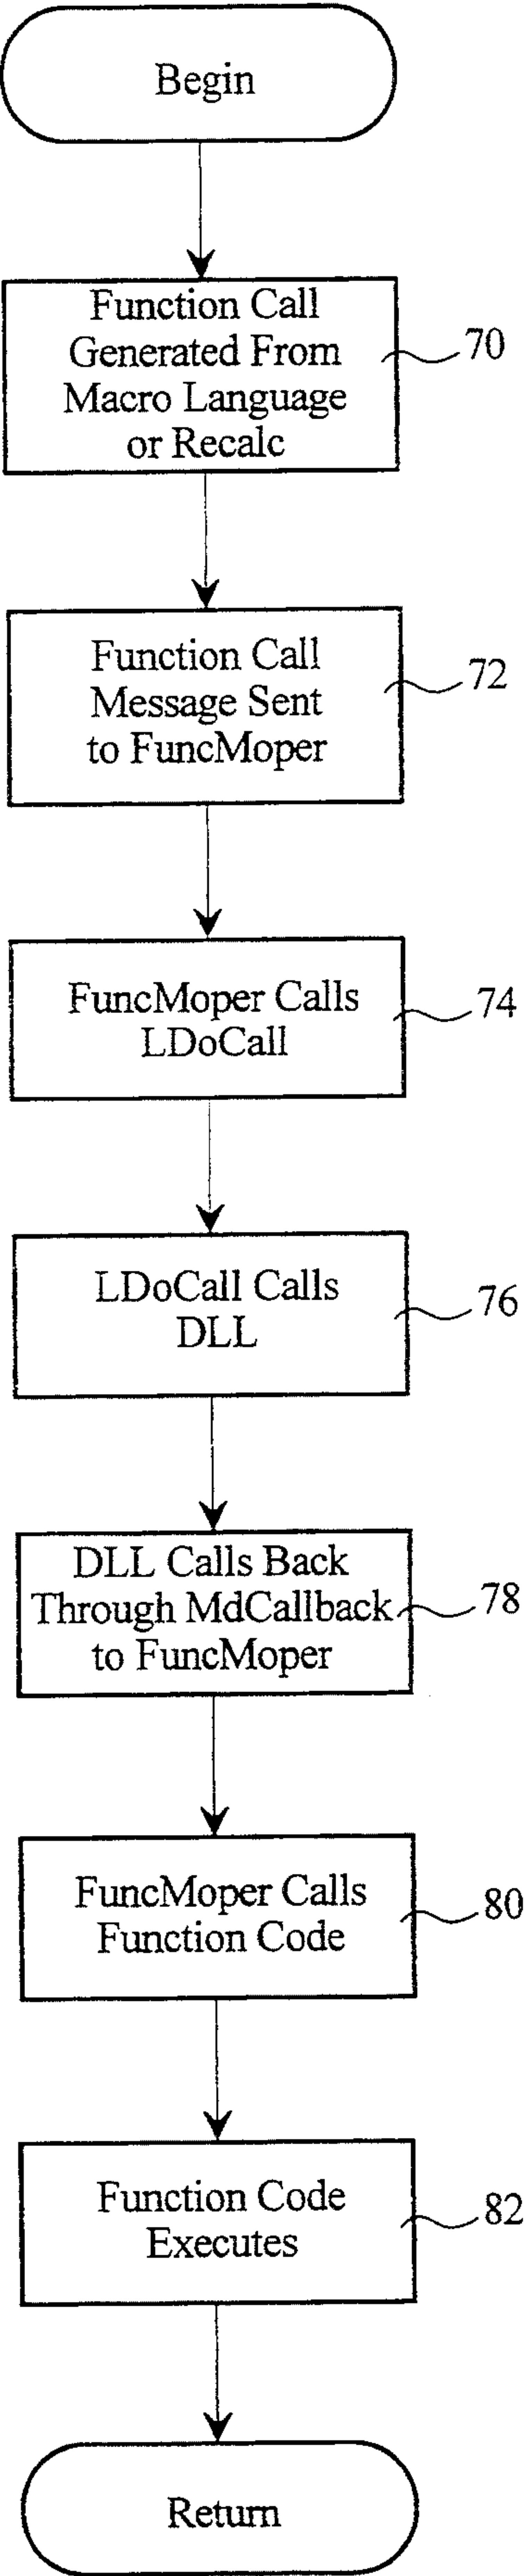 Begin
Function Call
Generated From
Macro Language
or Recalc
70
Function Call
Message Sent
to FuncMoper
72
FuncMoper Calls
LDoCall
74
LDoCall Calls
DLL
76
DLL Calls Back
Through MdCallback
to FuncMoper
78
FuncMoper Calls
Function Code
80
Function Code
Executes
82
Return